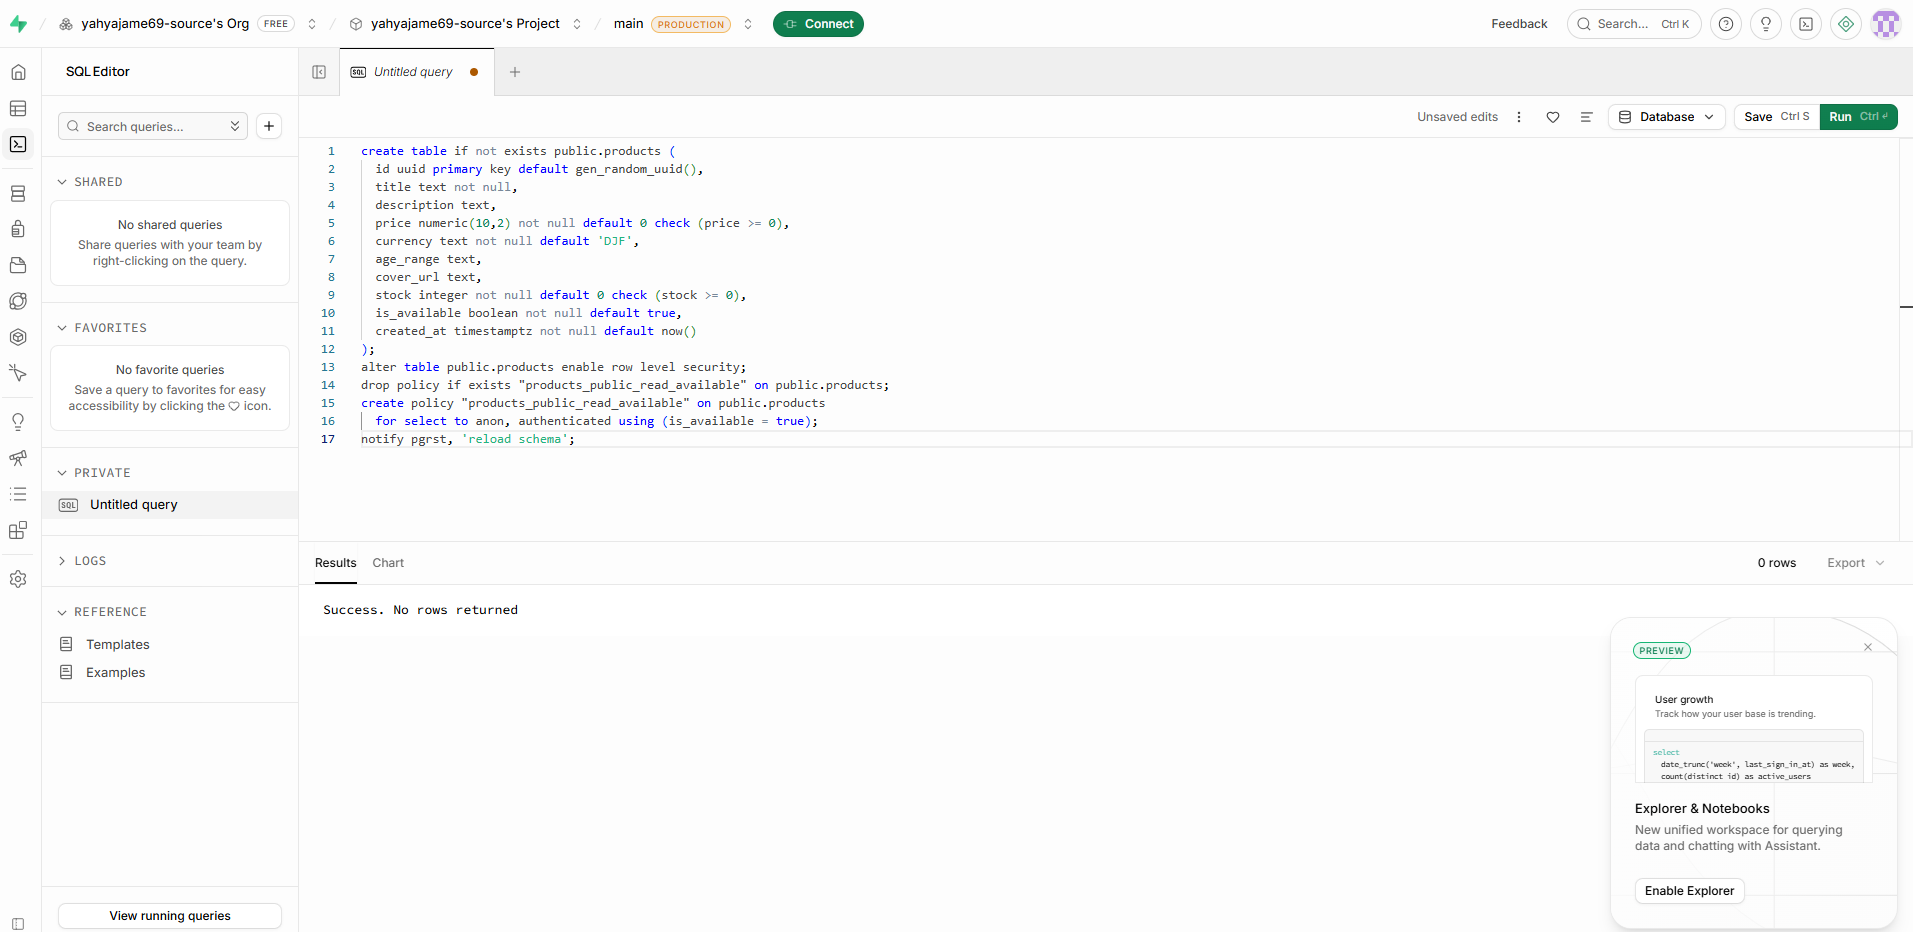 yahyajame69-source's Org FREE / yahyajame69-source's Project / main PRODUCTION Connect Feedback Search... Ctrl K
SQL Editor
Untitled query
Search queries...
Unsaved edits Database Save Ctrl S Run Ctrl ↵
SHARED
No shared queries
Share queries with your team by
right-clicking on the query.
FAVORITES
No favorite queries
Save a query to favorites for easy
accessibility by clicking the ♡ icon.
PRIVATE
SQL Untitled query
LOGS
REFERENCE
Templates
Examples
View running queries
1 create table if not exists public.products (
2 id uuid primary key default gen_random_uuid(),
3 title text not null,
4 description text,
5 price numeric(10,2) not null default 0 check (price >= 0),
6 currency text not null default 'DJF',
7 age_range text,
8 cover_url text,
9 stock integer not null default 0 check (stock >= 0),
10 is_available boolean not null default true,
11 created_at timestamptz not null default now()
12 );
13 alter table public.products enable row level security;
14 drop policy if exists "products_public_read_available" on public.products;
15 create policy "products_public_read_available" on public.products
16 for select to anon, authenticated using (is_available = true);
17 notify pgrst, 'reload schema';
Results Chart 0 rows Export
Success. No rows returned
PREVIEW
User growth
Track how your user base is trending.
select
date_trunc('week', last_sign_in_at) as week,
count(distinct id) as active_users
Explorer & Notebooks
New unified workspace for querying
data and chatting with Assistant.
Enable Explorer